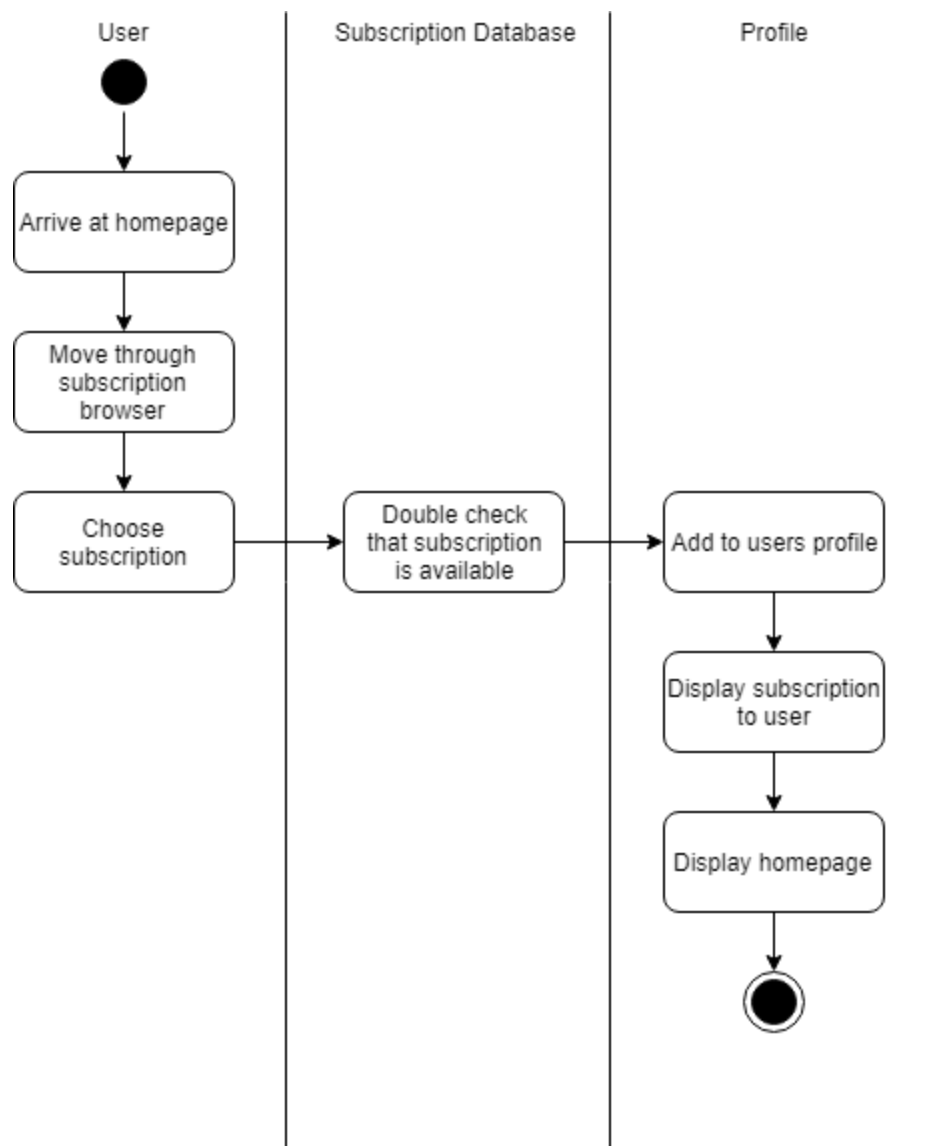 User
Subscription Database
Profile
Arrive at homepage
Move through
subscription
browser
Choose
subscription
Double check
that subscription
is available
Add to users profile
Display subscription
to user
Display homepage